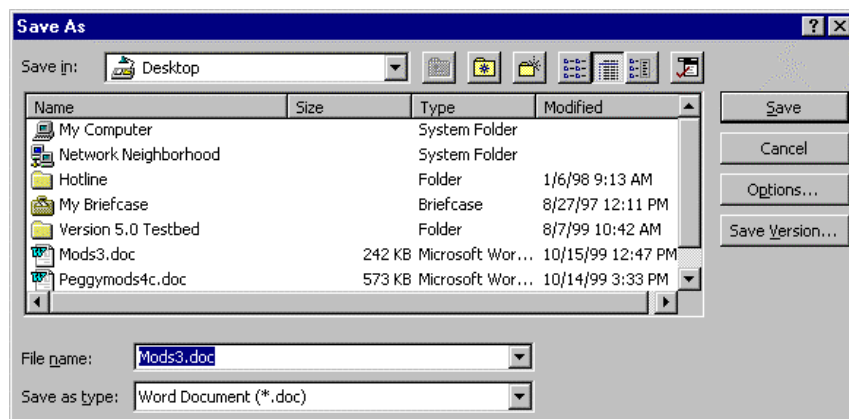 Save As
Save in: Desktop
Name Size Type Modified
My Computer System Folder
Network Neighborhood System Folder
Hotline Folder 1/6/98 9:13 AM
My Briefcase Briefcase 8/27/97 12:11 PM
Version 5.0 Testbed Folder 8/7/99 10:42 AM
Mods3.doc 242 KB Microsoft Wor... 10/15/99 12:47 PM
Peggymods4c.doc 573 KB Microsoft Wor... 10/14/99 3:33 PM
Save
Cancel
Options...
Save Version...
File name: Mods3.doc
Save as type: Word Document (*.doc)